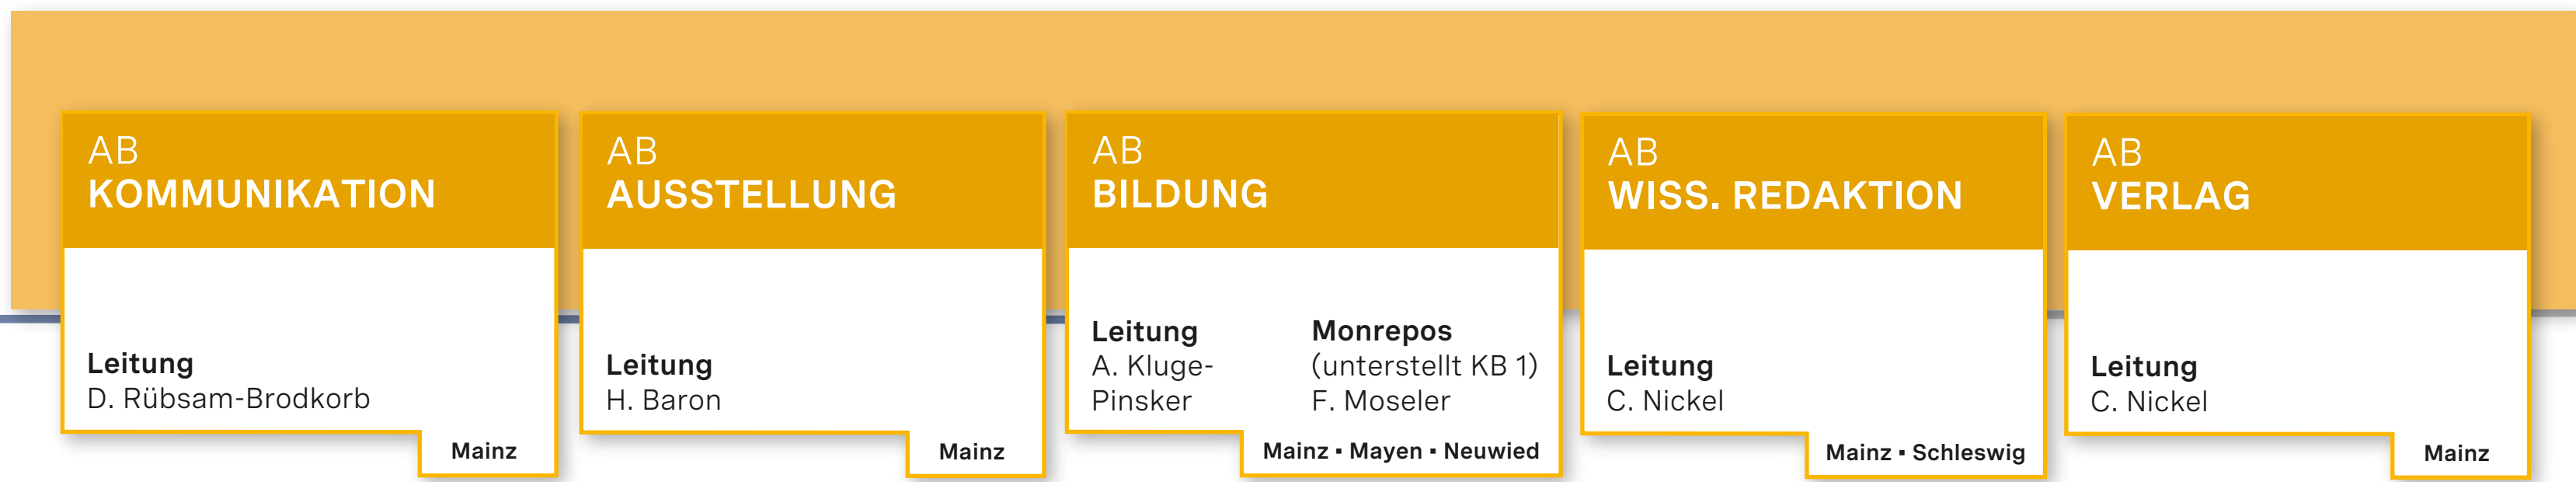 AB
KOMMUNIKATION
Leitung
D. Rübsam-Brodkorb
Mainz
AB
AUSSTELLUNG
Leitung
H. Baron
Mainz
AB
BILDUNG
Leitung
A. Kluge-
Pinsker
Monrepos
(unterstellt KB 1)
F. Moseler
Mainz ▪ Mayen ▪ Neuwied
AB
WISS. REDAKTION
Leitung
C. Nickel
Mainz ▪ Schleswig
AB
VERLAG
Leitung
C. Nickel
Mainz